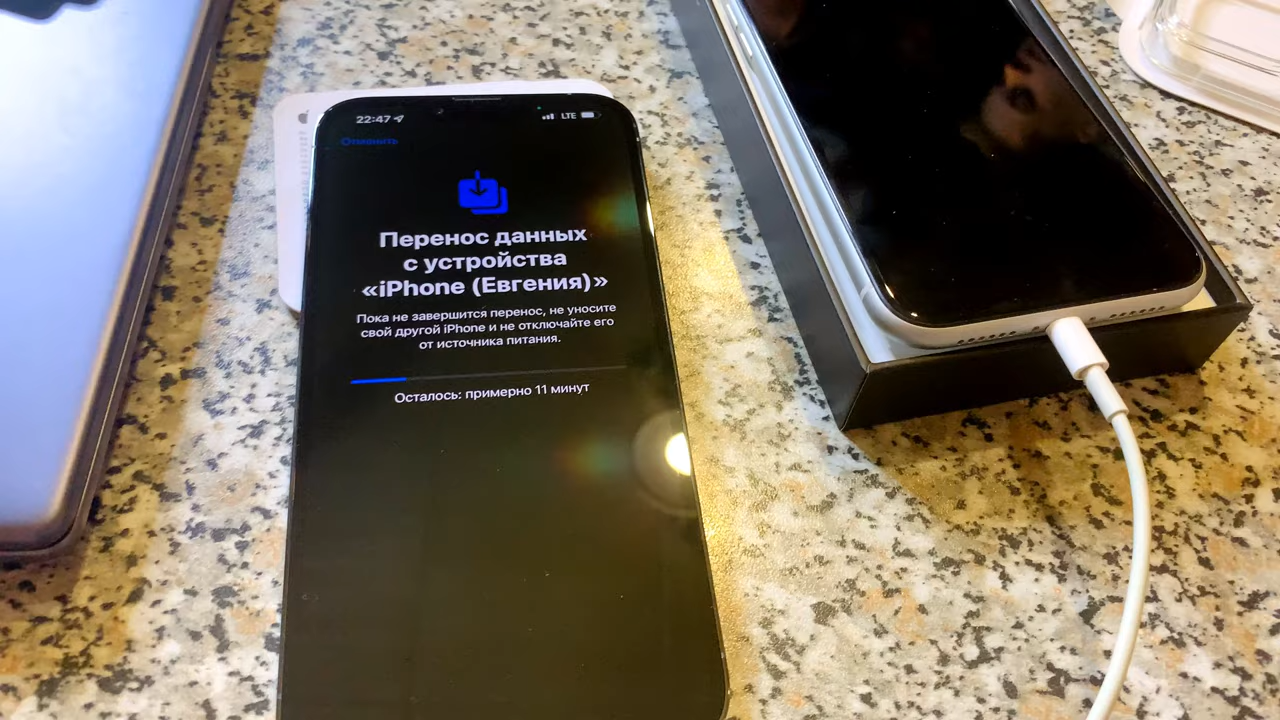 22:47
LTE
Отменить
Перенос данных
с устройства
«iPhone (Евгения)»
Пока не завершится перенос, не уносите
свой другой iPhone и не отключайте его
от источника питания.
Осталось: примерно 11 минут